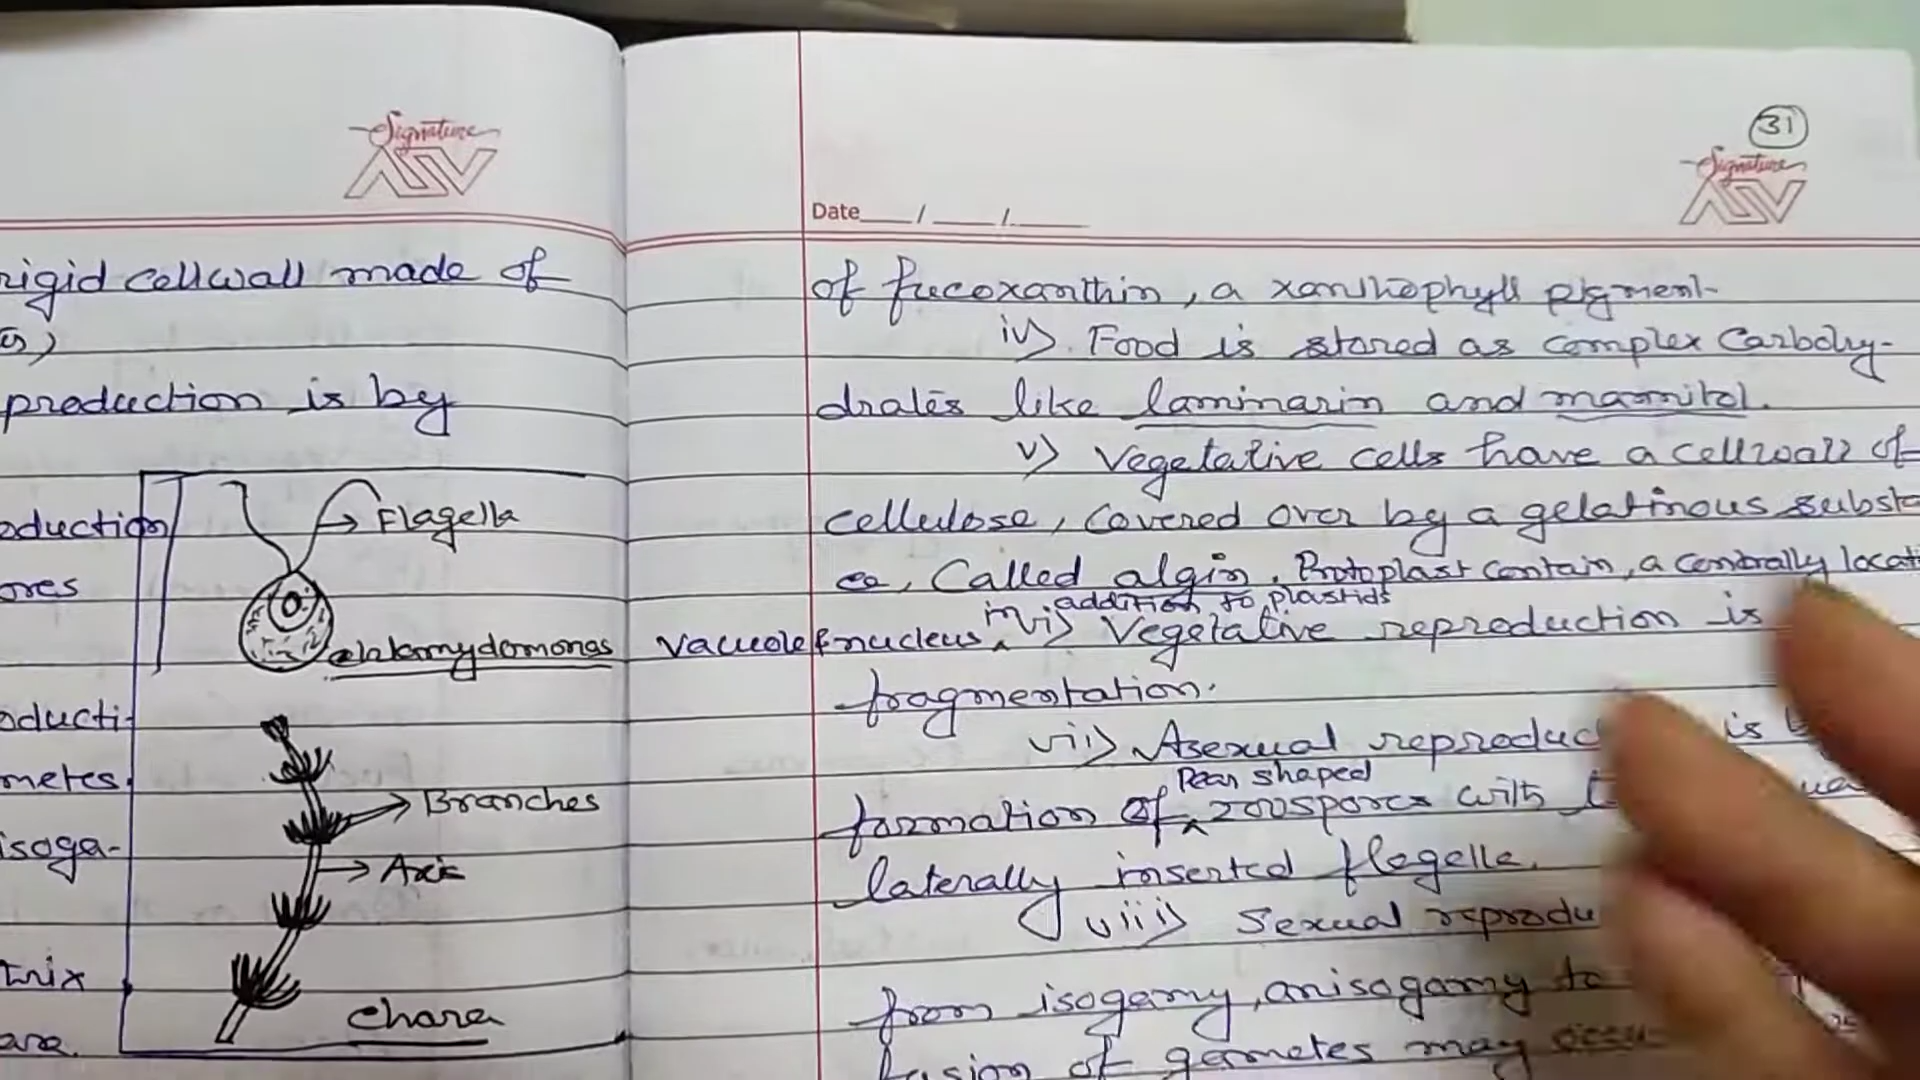 Signature
rigid cellwall made of
production is by
oduction
Flagella
ores
chlamydomonas
oducti-
metes.
Branches
isoga-
Axis
trix
chara
ara.
31
Signature
Date / /
of fucoxanthin, a xanthophyll pigment
iv) Food is stored as complex Carbohy-
drates like laminarin and mannitol.
v) Vegetative cells have a cellwall of
cellulose, covered over by a gelatinous substa
ce, Called algin. Protoplast contain, a centrally locat
in addition to plastids
vacuole & nucleus
vi) Vegetative reproduction is
fragmentation.
vii) Asexual reproduc is b
Pear shaped
formation of zoospores with
laterally inserted flagella.
viii) Sexual reprodu
from isogamy, anisogamy to
fusion of gametes may occu